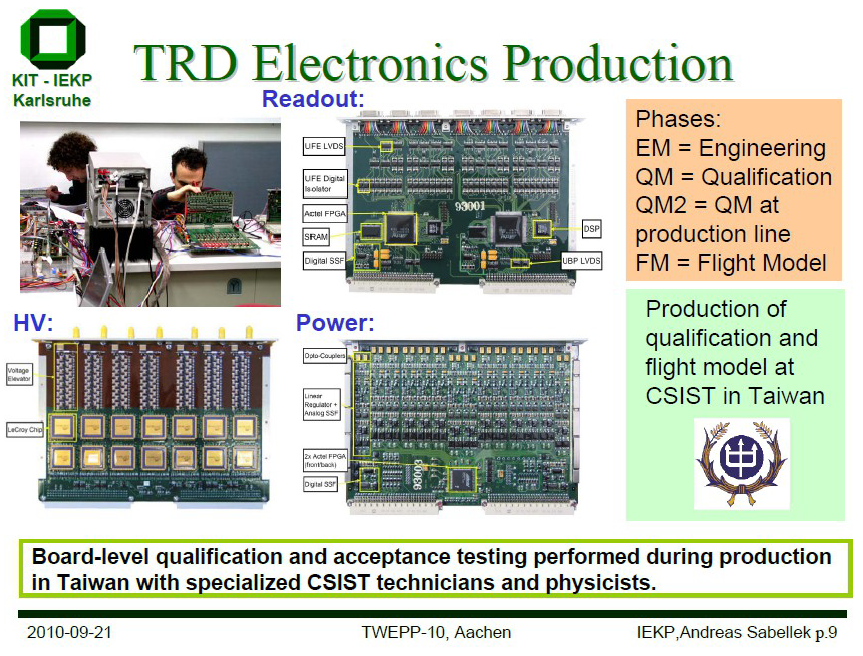 KIT - IEKP
Karlsruhe
TRD Electronics Production
Readout:
UFE LVDS
UFE Digital
Isolator
Actel FPGA
SIRAM
Digital SSF
93001
DSP
UBP LVDS
Phases:
EM = Engineering
QM = Qualification
QM2 = QM at
production line
FM = Flight Model
HV:
Voltage
Elevator
LeCroy Chip
Power:
Opto-Couplers
Linear
Regulator +
Analog SSF
2x Actel FPGA
(front/back)
Digital SSF
93003
Production of
qualification and
flight model at
CSIST in Taiwan
Board-level qualification and acceptance testing performed during production
in Taiwan with specialized CSIST technicians and physicists.
2010-09-21
TWEPP-10, Aachen
IEKP,Andreas Sabellek p.9